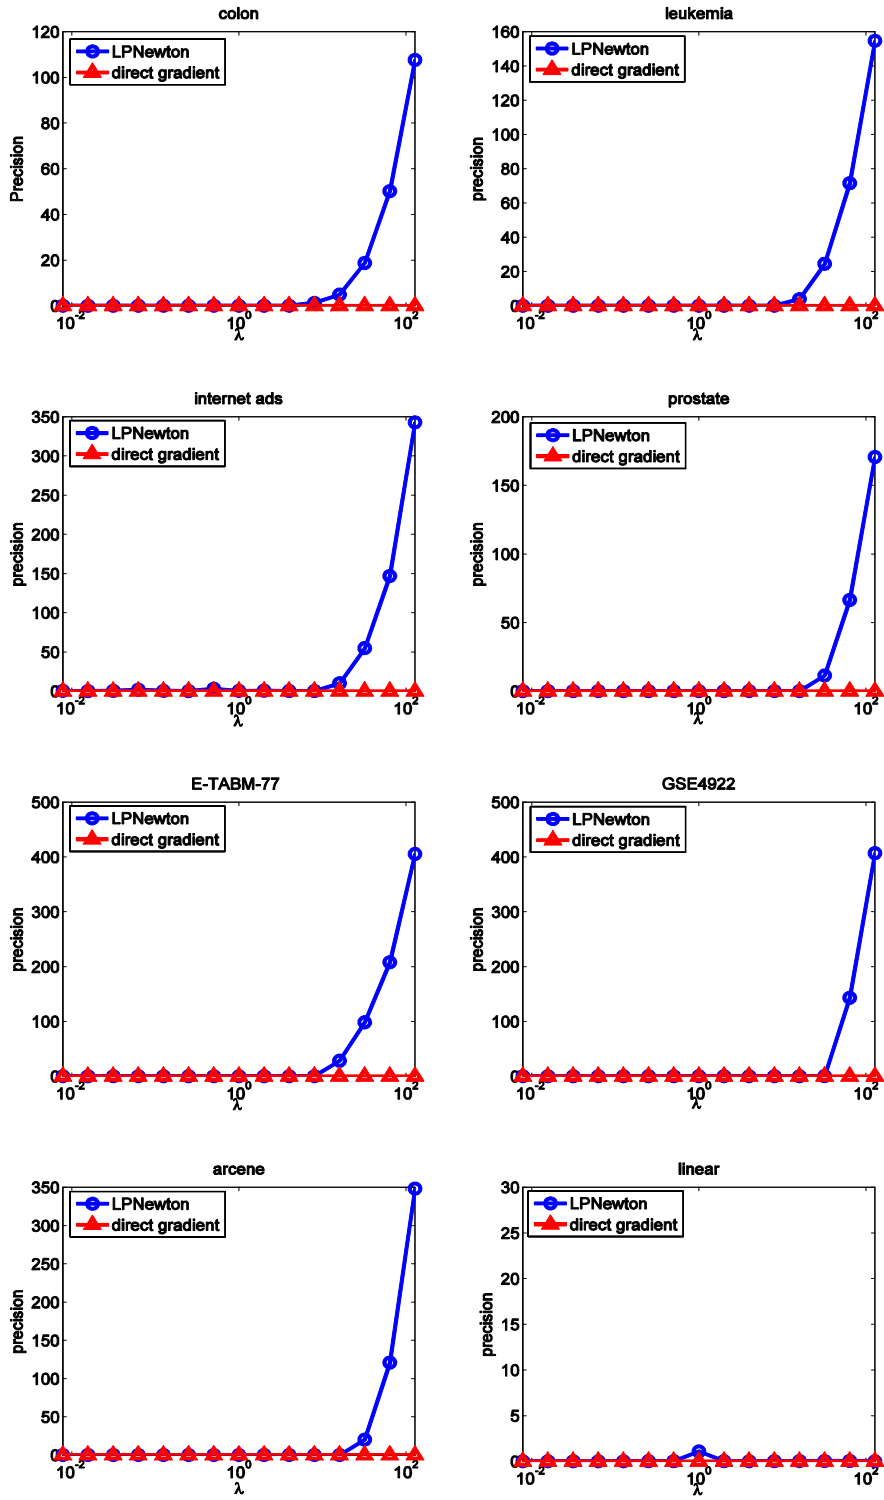 colon
120
100
80
60
40
20
0
Precision
LPNewton
direct gradient
10^-2
10^0
10^2
λ
leukemia
160
140
120
100
80
60
40
20
0
precision
LPNewton
direct gradient
10^-2
10^0
10^2
λ
internet ads
350
300
250
200
150
100
50
0
precision
LPNewton
direct gradient
10^-2
10^0
10^2
λ
prostate
200
150
100
50
0
precision
LPNewton
direct gradient
10^-2
10^0
10^2
λ
E-TABM-77
500
400
300
200
100
0
precision
LPNewton
direct gradient
10^-2
10^0
10^2
λ
GSE4922
500
400
300
200
100
0
precision
LPNewton
direct gradient
10^-2
10^0
10^2
λ
arcene
350
300
250
200
150
100
50
0
precision
LPNewton
direct gradient
10^-2
10^0
10^2
λ
linear
30
25
20
15
10
5
0
precision
LPNewton
direct gradient
10^-2
10^0
10^2
λ